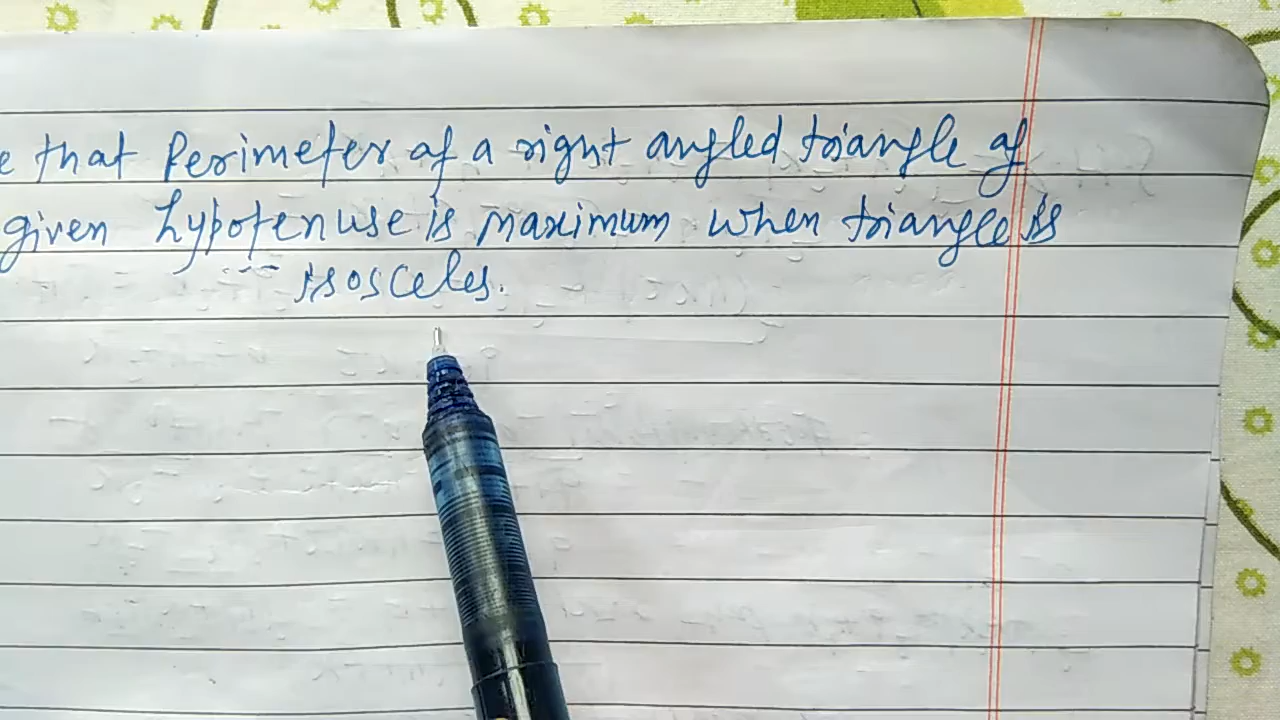 that Perimeter of a right angled triangle of
given hypotenuse is maximum when triangle is
isosceles.